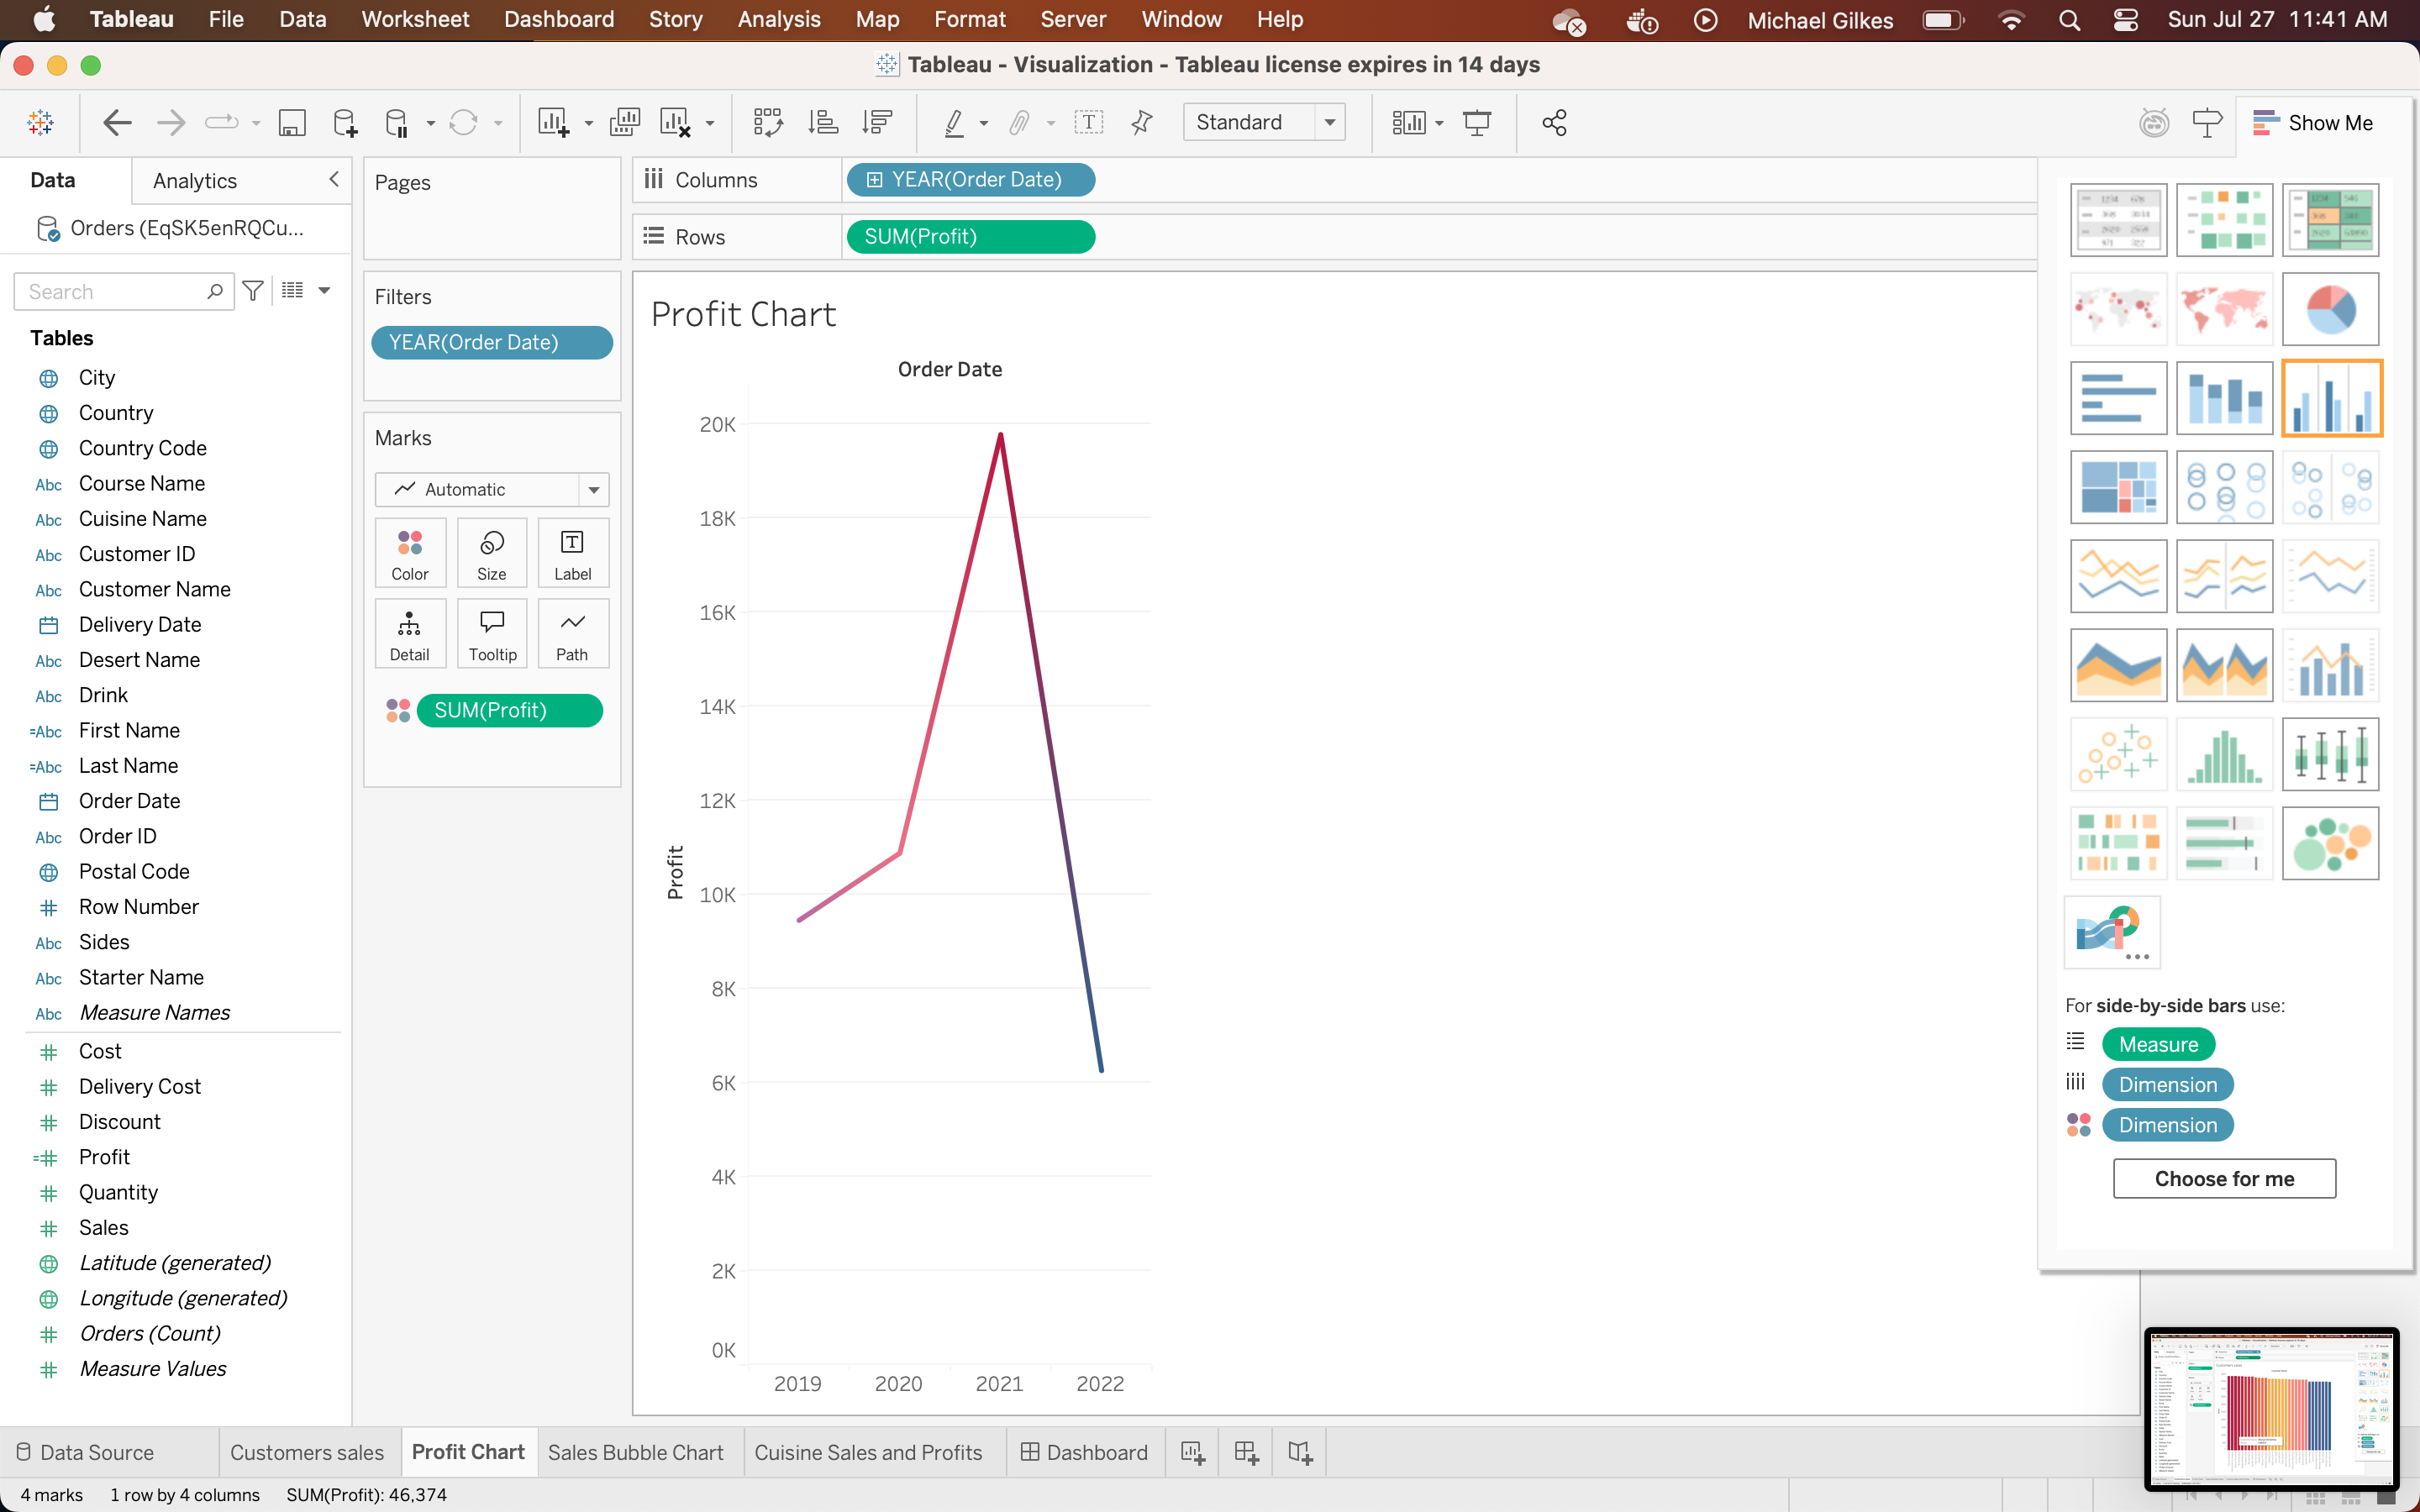 Tableau File Data Worksheet Dashboard Story Analysis Map Format Server Window Help Michael Gilkes Sun Jul 27 11:41 AM
Tableau - Visualization - Tableau license expires in 14 days
Standard
Show Me
Data Analytics
Orders (EqSK5enRQCu...
Search
Tables
City
Country
Country Code
Abc Course Name
Abc Cuisine Name
Abc Customer ID
Abc Customer Name
Delivery Date
Abc Desert Name
Abc Drink
=Abc First Name
=Abc Last Name
Order Date
Abc Order ID
Postal Code
# Row Number
Abc Sides
Abc Starter Name
Abc Measure Names
# Cost
# Delivery Cost
# Discount
=# Profit
# Quantity
# Sales
Latitude (generated)
Longitude (generated)
# Orders (Count)
# Measure Values
Pages
Filters
YEAR(Order Date)
Marks
Automatic
Color Size Label
Detail Tooltip Path
SUM(Profit)
Columns YEAR(Order Date)
Rows SUM(Profit)
Profit Chart
Order Date
20K
18K
16K
14K
12K
10K
8K
6K
4K
2K
0K
Profit
2019 2020 2021 2022
For side-by-side bars use:
Measure
Dimension
Dimension
Choose for me
Data Source Customers sales Profit Chart Sales Bubble Chart Cuisine Sales and Profits Dashboard
4 marks 1 row by 4 columns SUM(Profit): 46,374